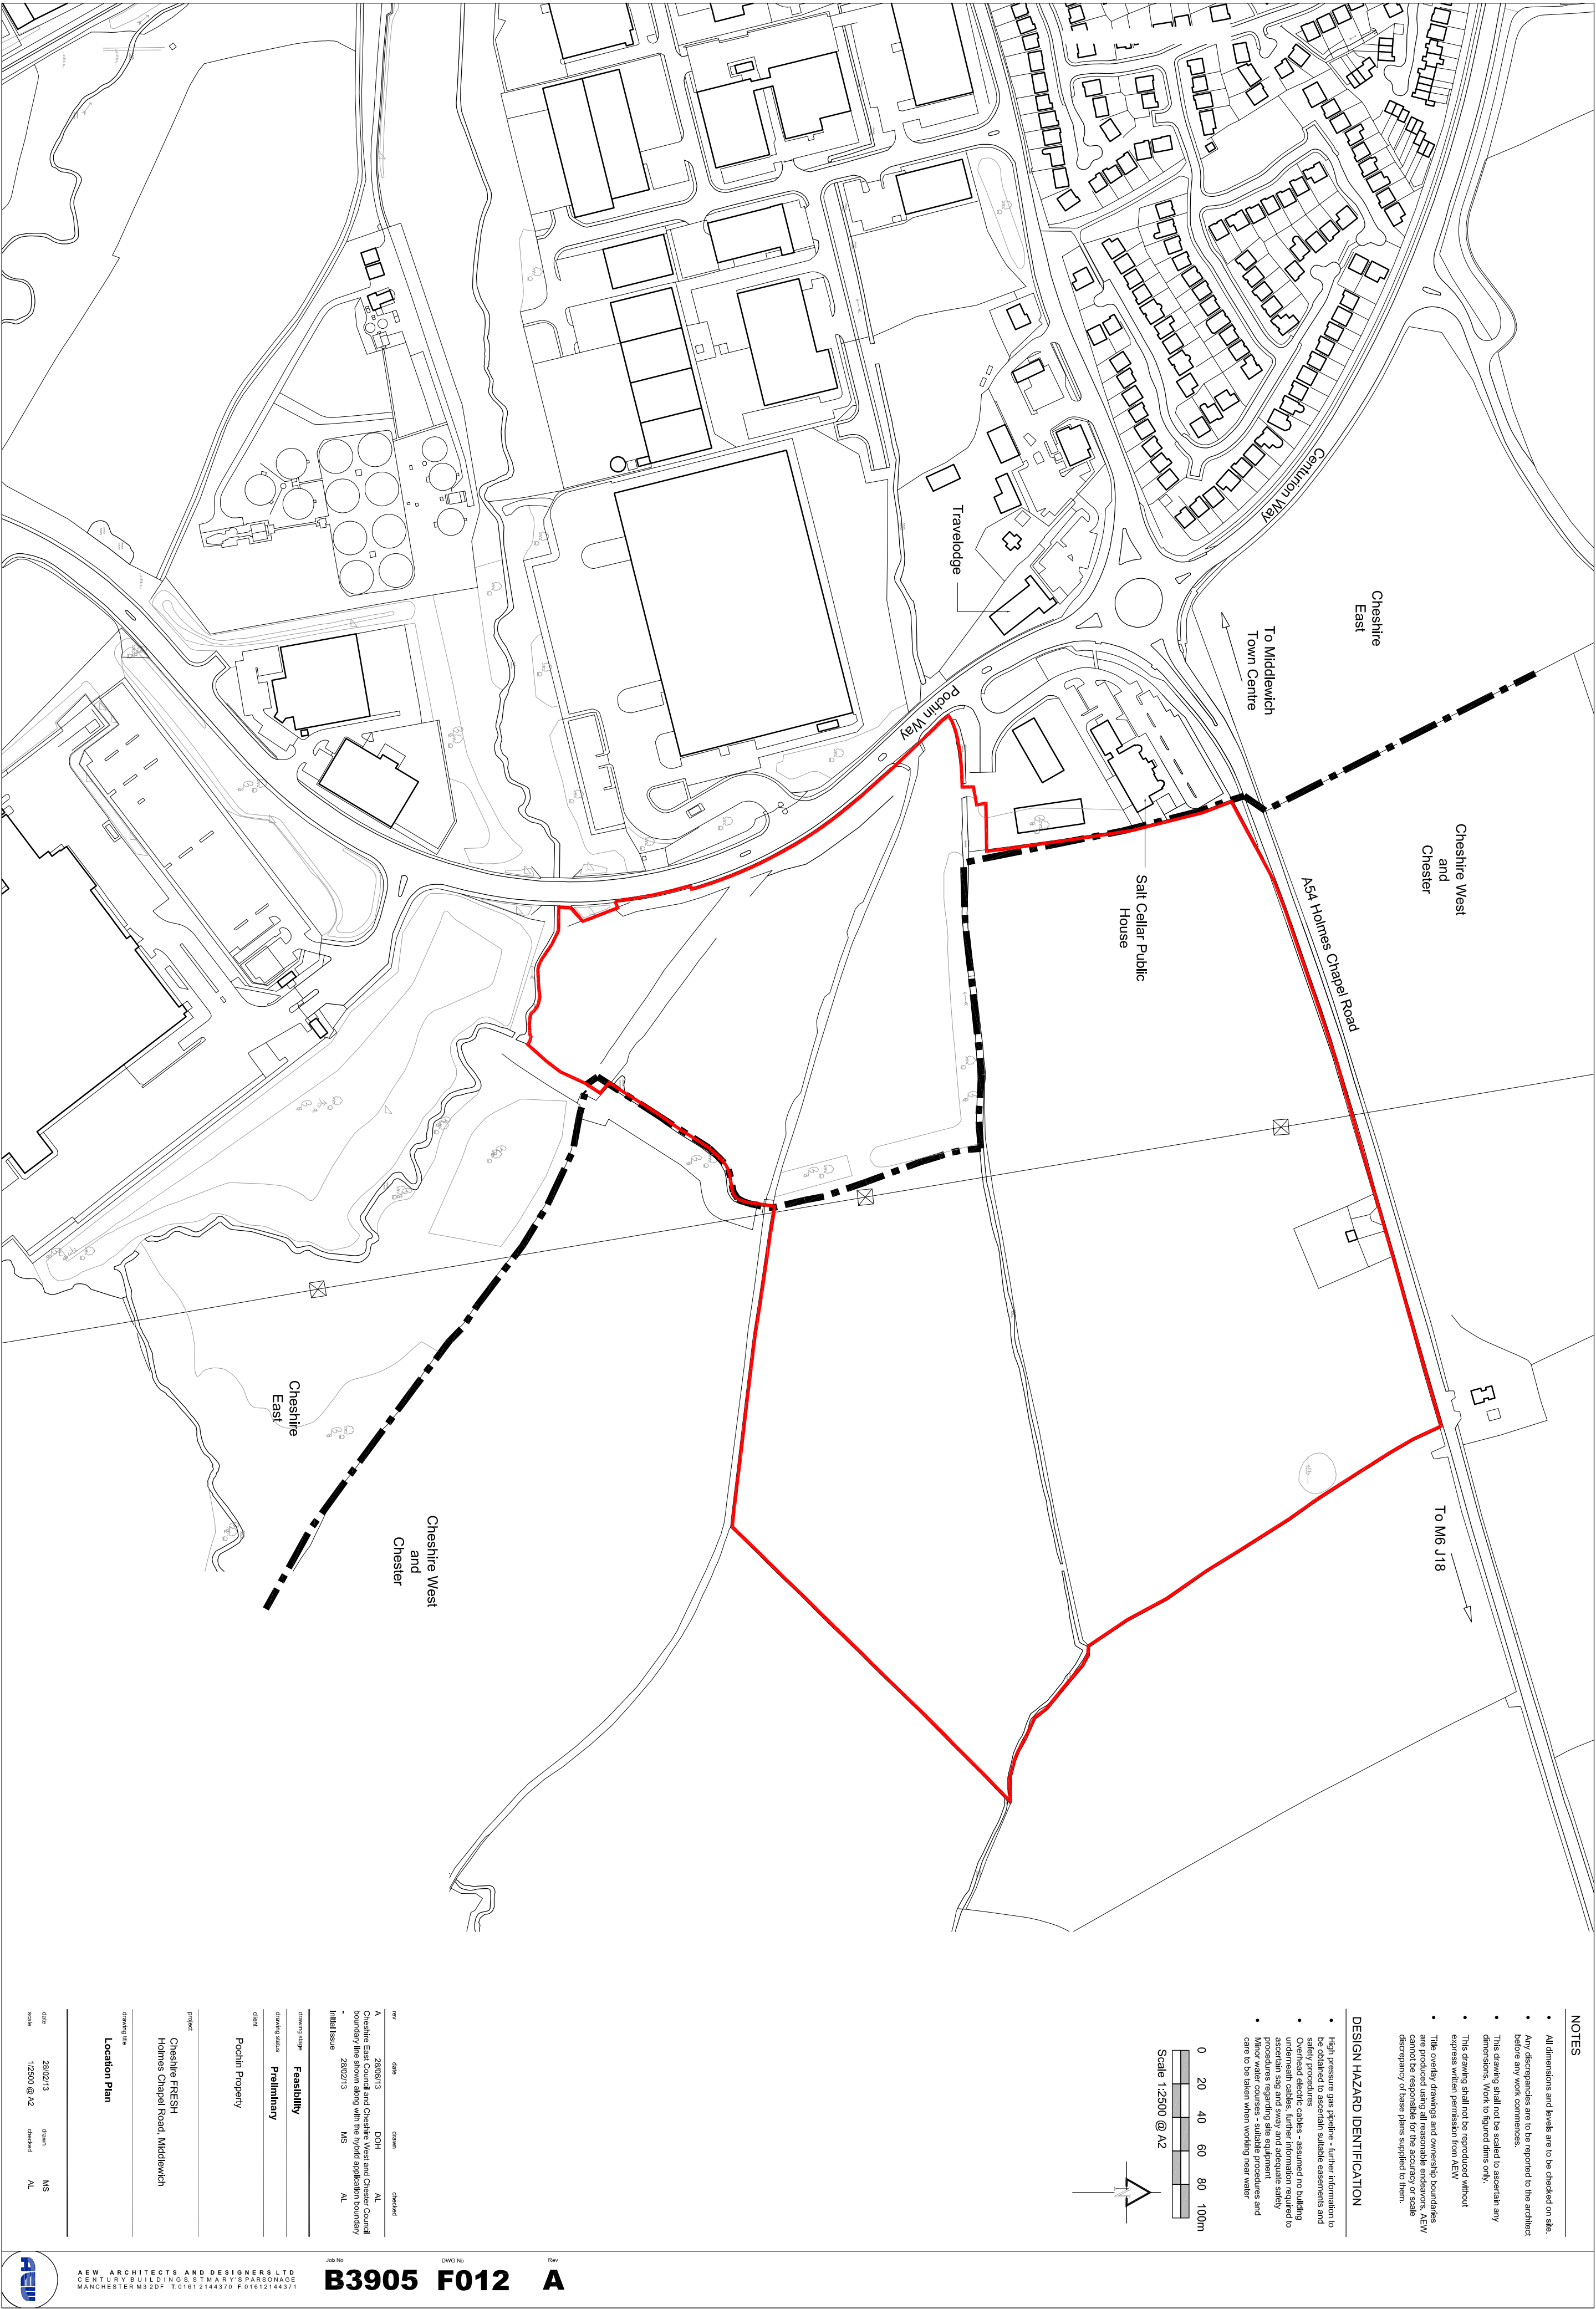 Centurion Way
Cheshire
East
To Middlewich
Town Centre
Travelodge
Pochin Way
Cheshire West
and
Chester
A54 Holmes Chapel Road
Salt Cellar Public
House
To M6 J18
Cheshire
East
Cheshire West
and
Chester
NOTES
• All dimensions and levels are to be checked on site.
• Any discrepancies are to be reported to the architect
before any work commences.
• This drawing shall not be scaled to ascertain any
dimensions. Work to figured dims only.
• This drawing shall not be reproduced without
express written permission from AEW
• Title overlay drawings and ownership boundaries
are produced using all reasonable endeavors. AEW
cannot be responsible for the accuracy or scale
discrepancy of base plans supplied to them.
DESIGN HAZARD IDENTIFICATION
• High pressure gas pipeline - further information to
be obtained to ascertain suitable easements and
safety procedures
• Overhead electric cables - assumed no building
underneath cables, further information required to
ascertain sag and sway and adequate safety
procedures regarding site equipment
• Minor water courses - suitable procedures and
care to be taken when working near water
0 20 40 60 80 100m
Scale 1:2500 @ A2
N
rev date drawn checked
A 28/06/13 DOH AL
Cheshire East Council and Cheshire West and Chester Council
boundary line shown along with the hybrid application boundary
- 28/02/13 MS AL
Initial Issue
drawing stage Feasibility
drawing status Preliminary
client
Pochin Property
project
Cheshire FRESH
Holmes Chapel Road, Middlewich
drawing title
Location Plan
date 28/02/13 drawn MS
scale 1/2500 @ A2 checked AL
AEW
AEW ARCHITECTS AND DESIGNERS LTD
CENTURY BUILDINGS, ST MARY'S PARSONAGE
MANCHESTER M3 2DF T: 0161 214 4370 F: 0161 214 4371
Job No
B3905
DWG No
F012
Rev
A